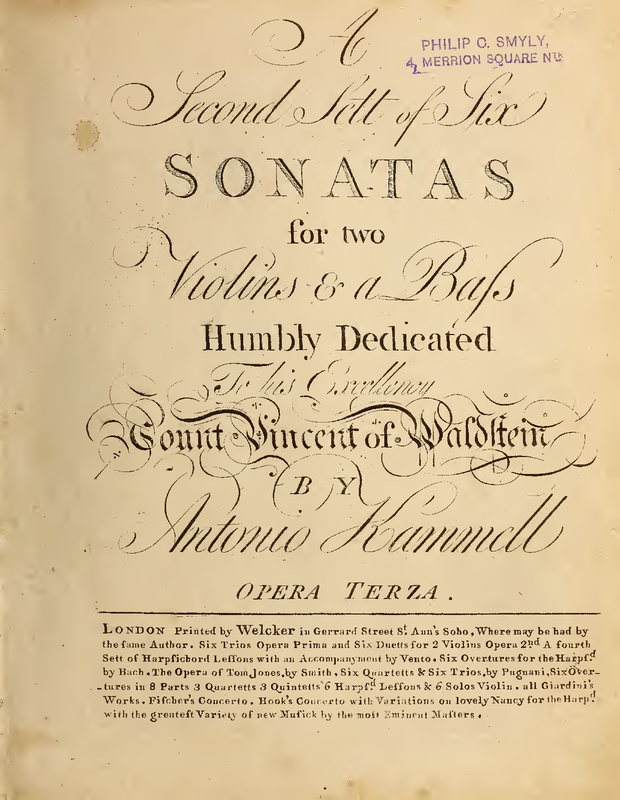 A
PHILIP C. SMYLY,
4, MERRION SQUARE Nth
Second Sett of Six
SONATAS
for two
Violins & a Baſs
Humbly Dedicated
To his Excellency
Count Vincent of Waldſtein
BY
Antonio Kammell
OPERA TERZA.
LONDON Printed by Welcker in Gerrard Street St. Ann's Soho, Where may be had by
the ſame Author. Six Trios Opera Prima and Six Duetts for 2 Violins Opera 2nd A fourth
Sett of Harpſichord Leſſons with an Accompanyment by Vento. Six Overtures for the Harpſd.
by Bach. The Opera of Tom Jones, by Smith, Six Quartetts & Six Trios, by Pugnani, Six Over-
-tures in 8 Parts 3 Quartetts 3 Quintetts 6 Harpſd. Leſſons & 6 Solos Violin. all Giardini's
Works. Fiſcher's Concerto. Hook's Concerto with Variations on lovely Nancy for the Harpd.
with the greateſt Variety of new Muſick by the moſt Eminent Maſters.